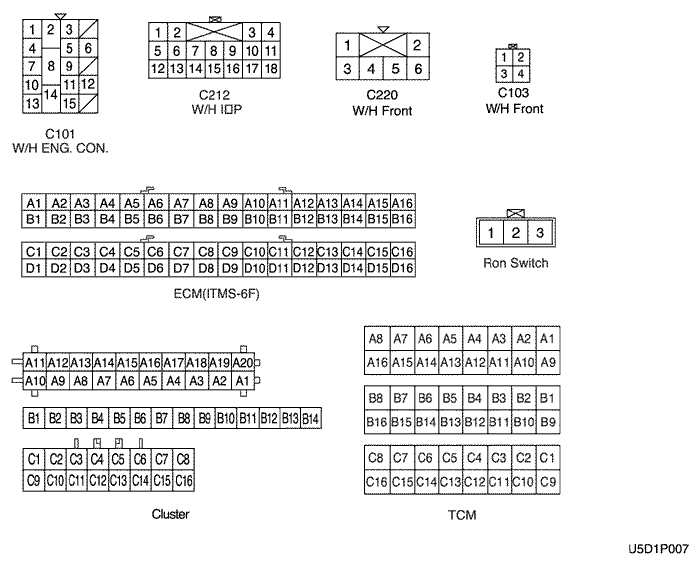 1 2 3
4 5 6
7 8 9
10 11 12
13 14 15
C101
W/H ENG. CON.
1 2 3 4
5 6 7 8 9 10 11
12 13 14 15 16 17 18
C212
W/H I□P
1 2
3 4 5 6
C220
W/H Front
1 2
3 4
C103
W/H Front
A1 A2 A3 A4 A5 A6 A7 A8 A9 A10 A11 A12 A13 A14 A15 A16
B1 B2 B3 B4 B5 B6 B7 B8 B9 B10 B11 B12 B13 B14 B15 B16
C1 C2 C3 C4 C5 C6 C7 C8 C9 C10 C11 C12 C13 C14 C15 C16
D1 D2 D3 D4 D5 D6 D7 D8 D9 D10 D11 D12 D13 D14 D15 D16
ECM(ITMS-6F)
1 2 3
Ron Switch
A11 A12 A13 A14 A15 A16 A17 A18 A19 A20
A10 A9 A8 A7 A6 A5 A4 A3 A2 A1
B1 B2 B3 B4 B5 B6 B7 B8 B9 B10 B11 B12 B13 B14
C1 C2 C3 C4 C5 C6 C7 C8
C9 C10 C11 C12 C13 C14 C15 C16
Cluster
A8 A7 A6 A5 A4 A3 A2 A1
A16 A15 A14 A13 A12 A11 A10 A9
B8 B7 B6 B5 B4 B3 B2 B1
B16 B15 B14 B13 B12 B11 B10 B9
C8 C7 C6 C5 C4 C3 C2 C1
C16 C15 C14 C13 C12 C11 C10 C9
TCM
U5D1P007